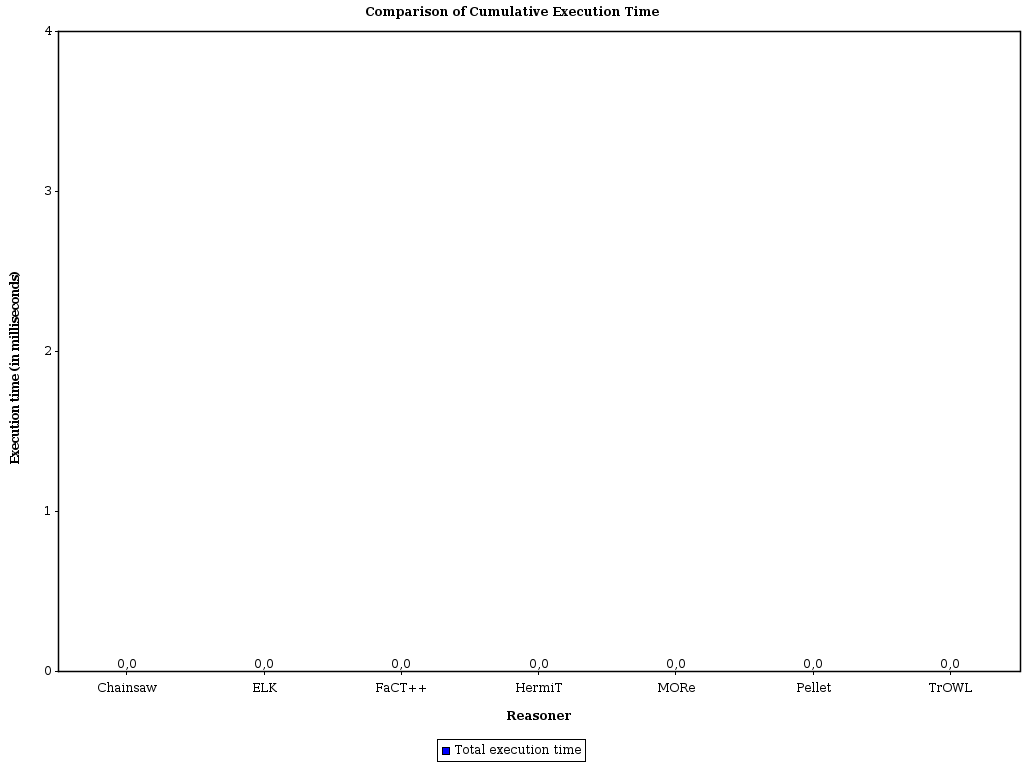 Comparison of Cumulative Execution Time
4
3
2
1
0
Execution time (in milliseconds)
0,0 0,0 0,0 0,0 0,0 0,0 0,0
Chainsaw ELK FaCT++ HermiT MORe Pellet TrOWL
Reasoner
Total execution time